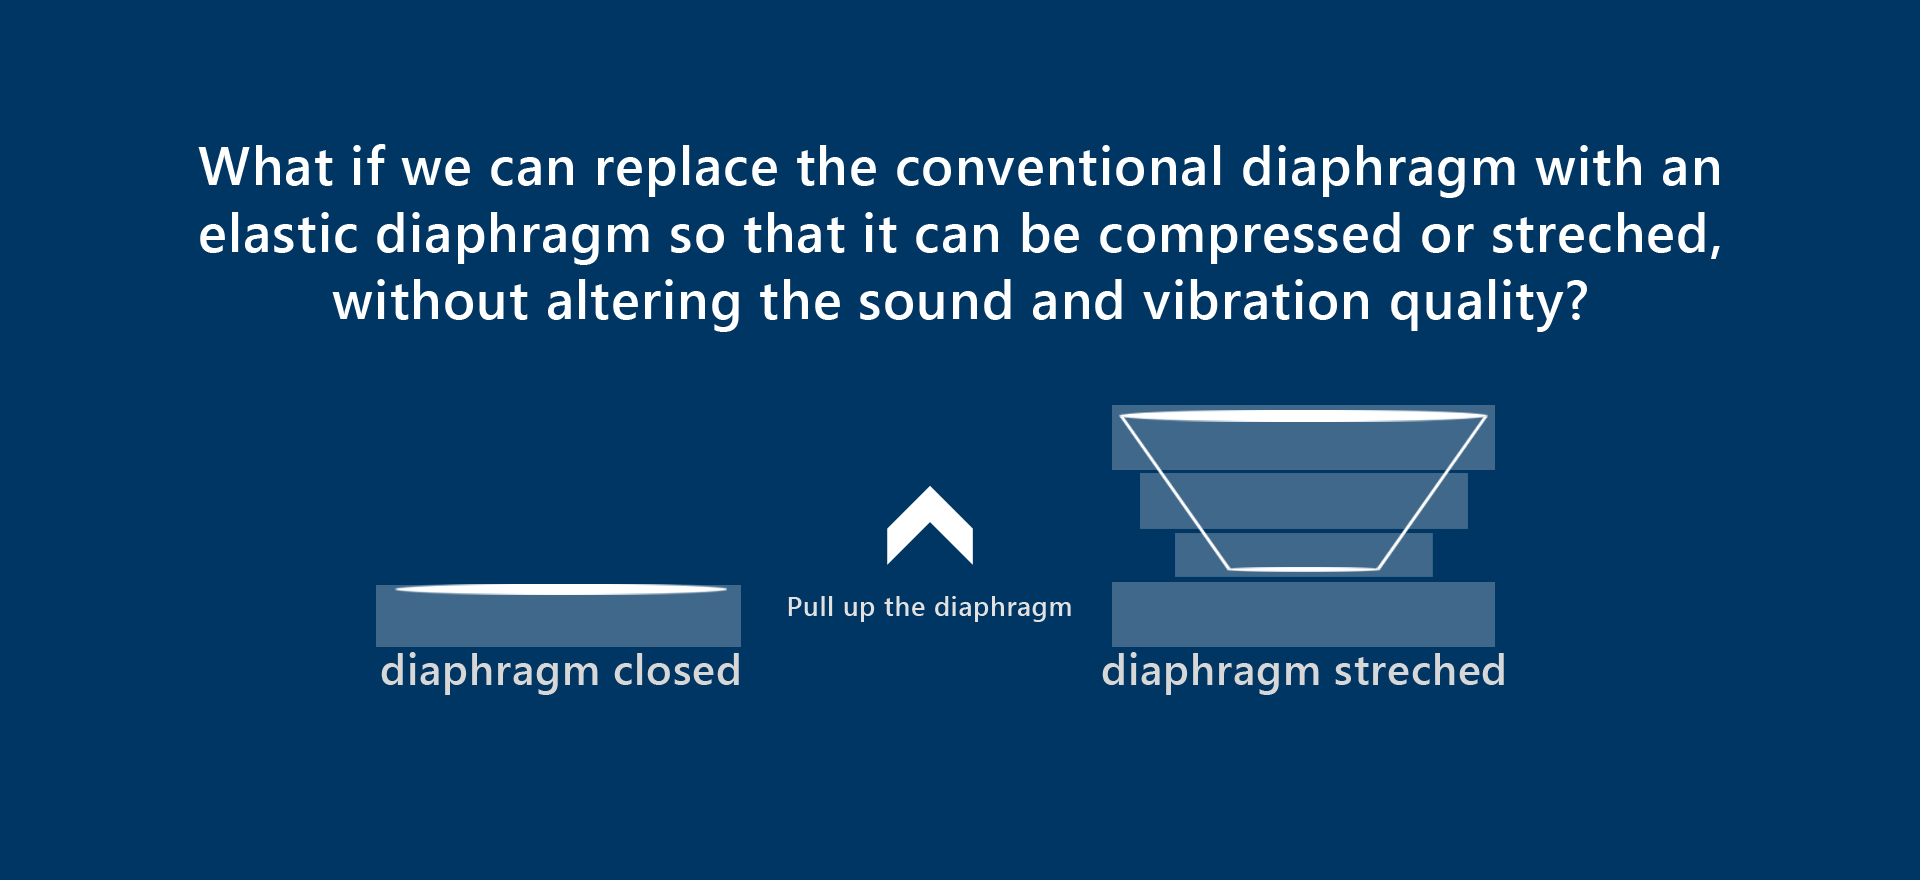 What if we can replace the conventional diaphragm with an
elastic diaphragm so that it can be compressed or streched,
without altering the sound and vibration quality?
Pull up the diaphragm
diaphragm closed
diaphragm streched